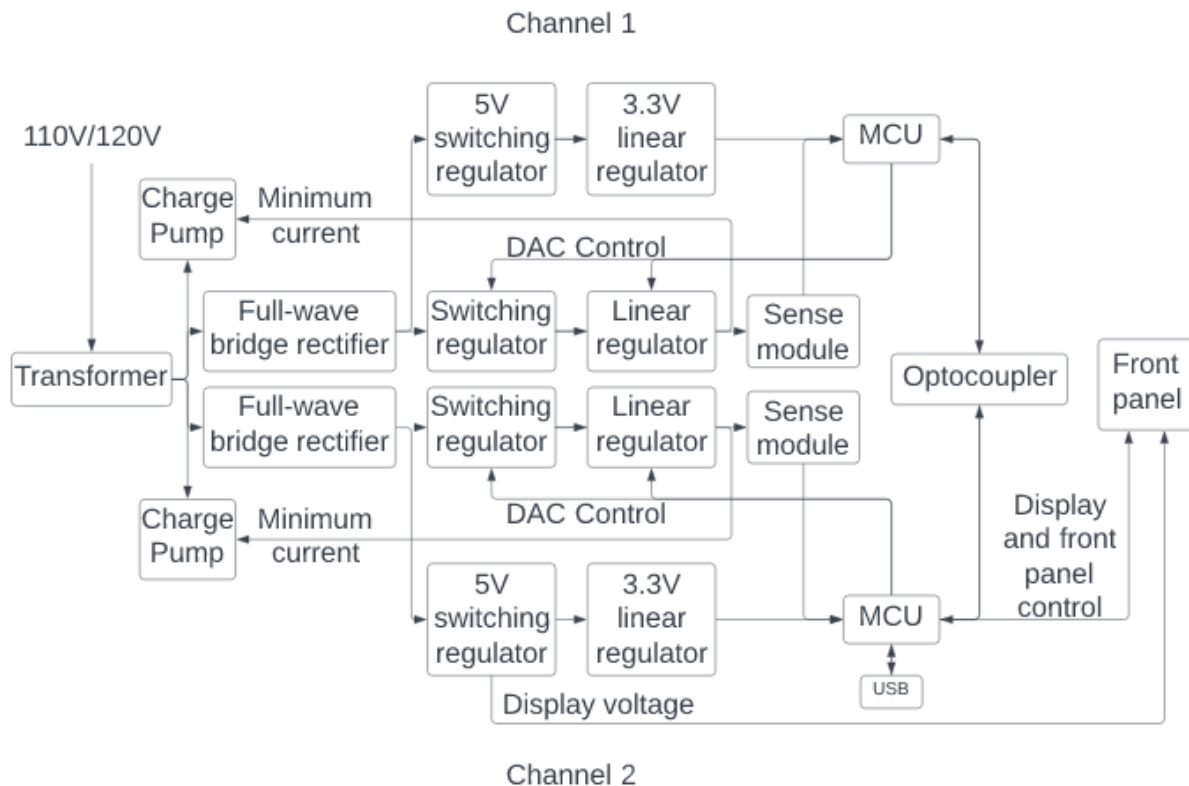 Channel 1
110V/120V
5V
switching
regulator
3.3V
linear
regulator
MCU
Charge
Pump
Minimum
current
DAC Control
Full-wave
bridge rectifier
Switching
regulator
Linear
regulator
Sense
module
Transformer
Optocoupler
Front
panel
Full-wave
bridge rectifier
Switching
regulator
Linear
regulator
Sense
module
Charge
Pump
Minimum
current
DAC Control
Display
and front
panel
control
5V
switching
regulator
3.3V
linear
regulator
MCU
USB
Display voltage
Channel 2